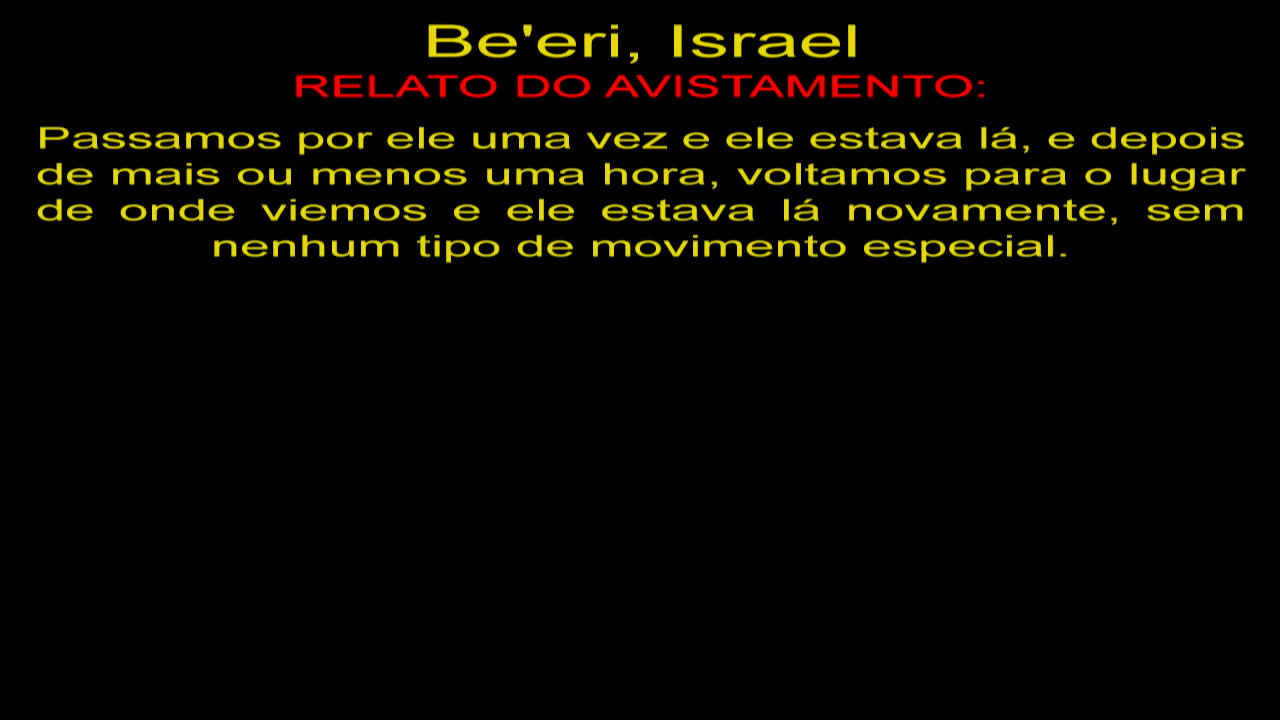 Be'eri, Israel
RELATO DO AVISTAMENTO:
Passamos por ele uma vez e ele estava lá, e depois
de mais ou menos uma hora, voltamos para o lugar
de onde viemos e ele estava lá novamente, sem
nenhum tipo de movimento especial.